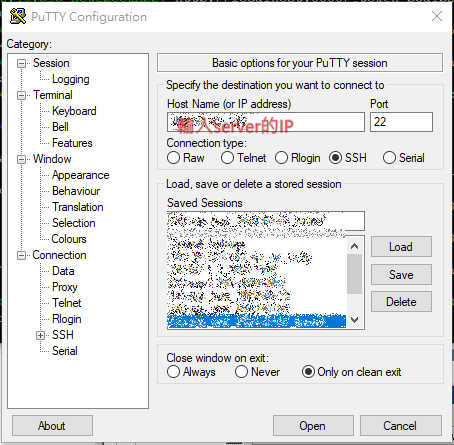 PuTTY Configuration
Category:
Session
Logging
Terminal
Keyboard
Bell
Features
Window
Appearance
Behaviour
Translation
Selection
Colours
Connection
Data
Proxy
Telnet
Rlogin
SSH
Serial
Basic options for your PuTTY session
Specify the destination you want to connect to
Host Name (or IP address) Port
輸入server的IP 22
Connection type:
Raw Telnet Rlogin SSH Serial
Load, save or delete a stored session
Saved Sessions
Load
Save
Delete
Close window on exit:
Always Never Only on clean exit
About Open Cancel